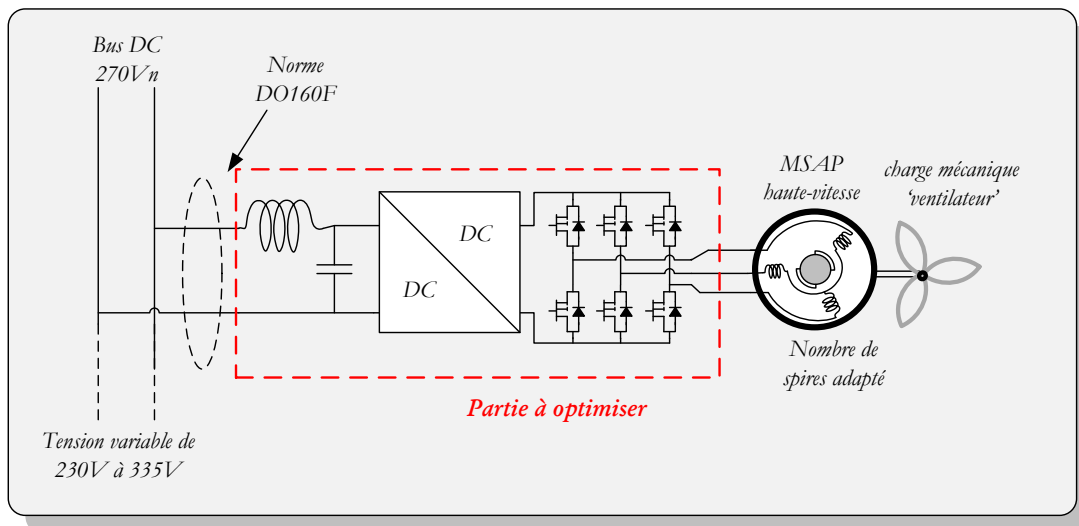 Bus DC
270Vn
Norme
DO160F
MSAP
haute-vitesse
charge mécanique
‘ventilateur’
DC
DC
Nombre de
spires adapté
Partie à optimiser
Tension variable de
230V à 335V